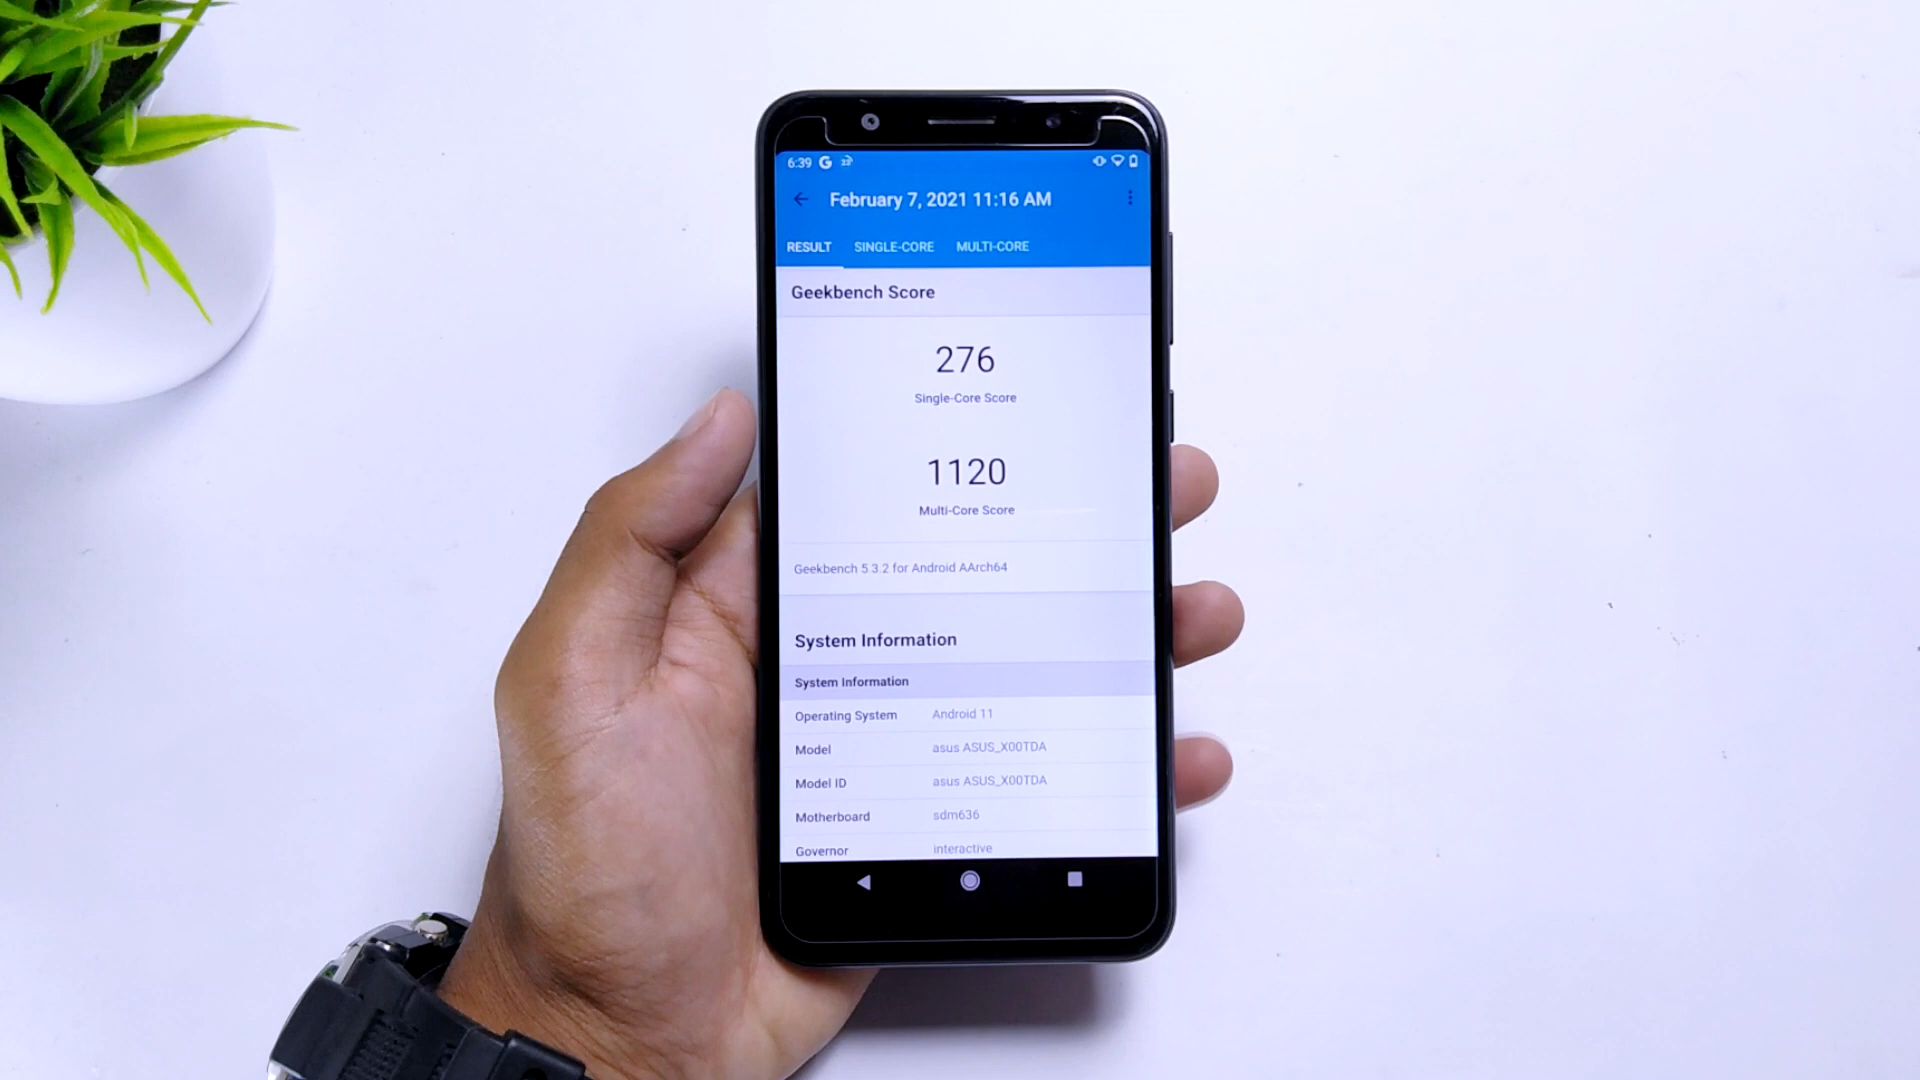 6:39 G
February 7, 2021 11:16 AM
RESULT SINGLE-CORE MULTI-CORE
Geekbench Score
276
Single-Core Score
1120
Multi-Core Score
Geekbench 5.3.2 for Android AArch64
System Information
System Information
Operating System Android 11
Model asus ASUS_X00TDA
Model ID asus ASUS_X00TDA
Motherboard sdm636
Governor interactive